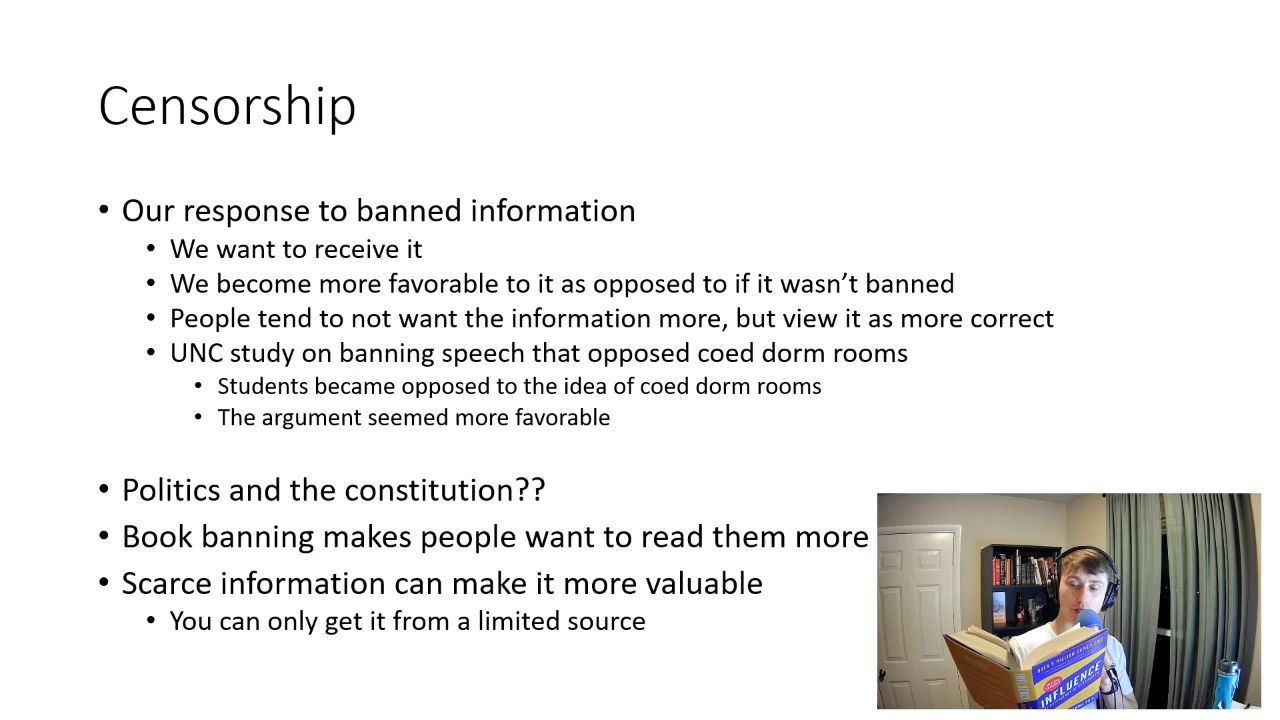 Censorship
• Our response to banned information
• We want to receive it
• We become more favorable to it as opposed to if it wasn’t banned
• People tend to not want the information more, but view it as more correct
• UNC study on banning speech that opposed coed dorm rooms
• Students became opposed to the idea of coed dorm rooms
• The argument seemed more favorable
• Politics and the constitution??
• Book banning makes people want to read them more
• Scarce information can make it more valuable
• You can only get it from a limited source
INFLUENCE